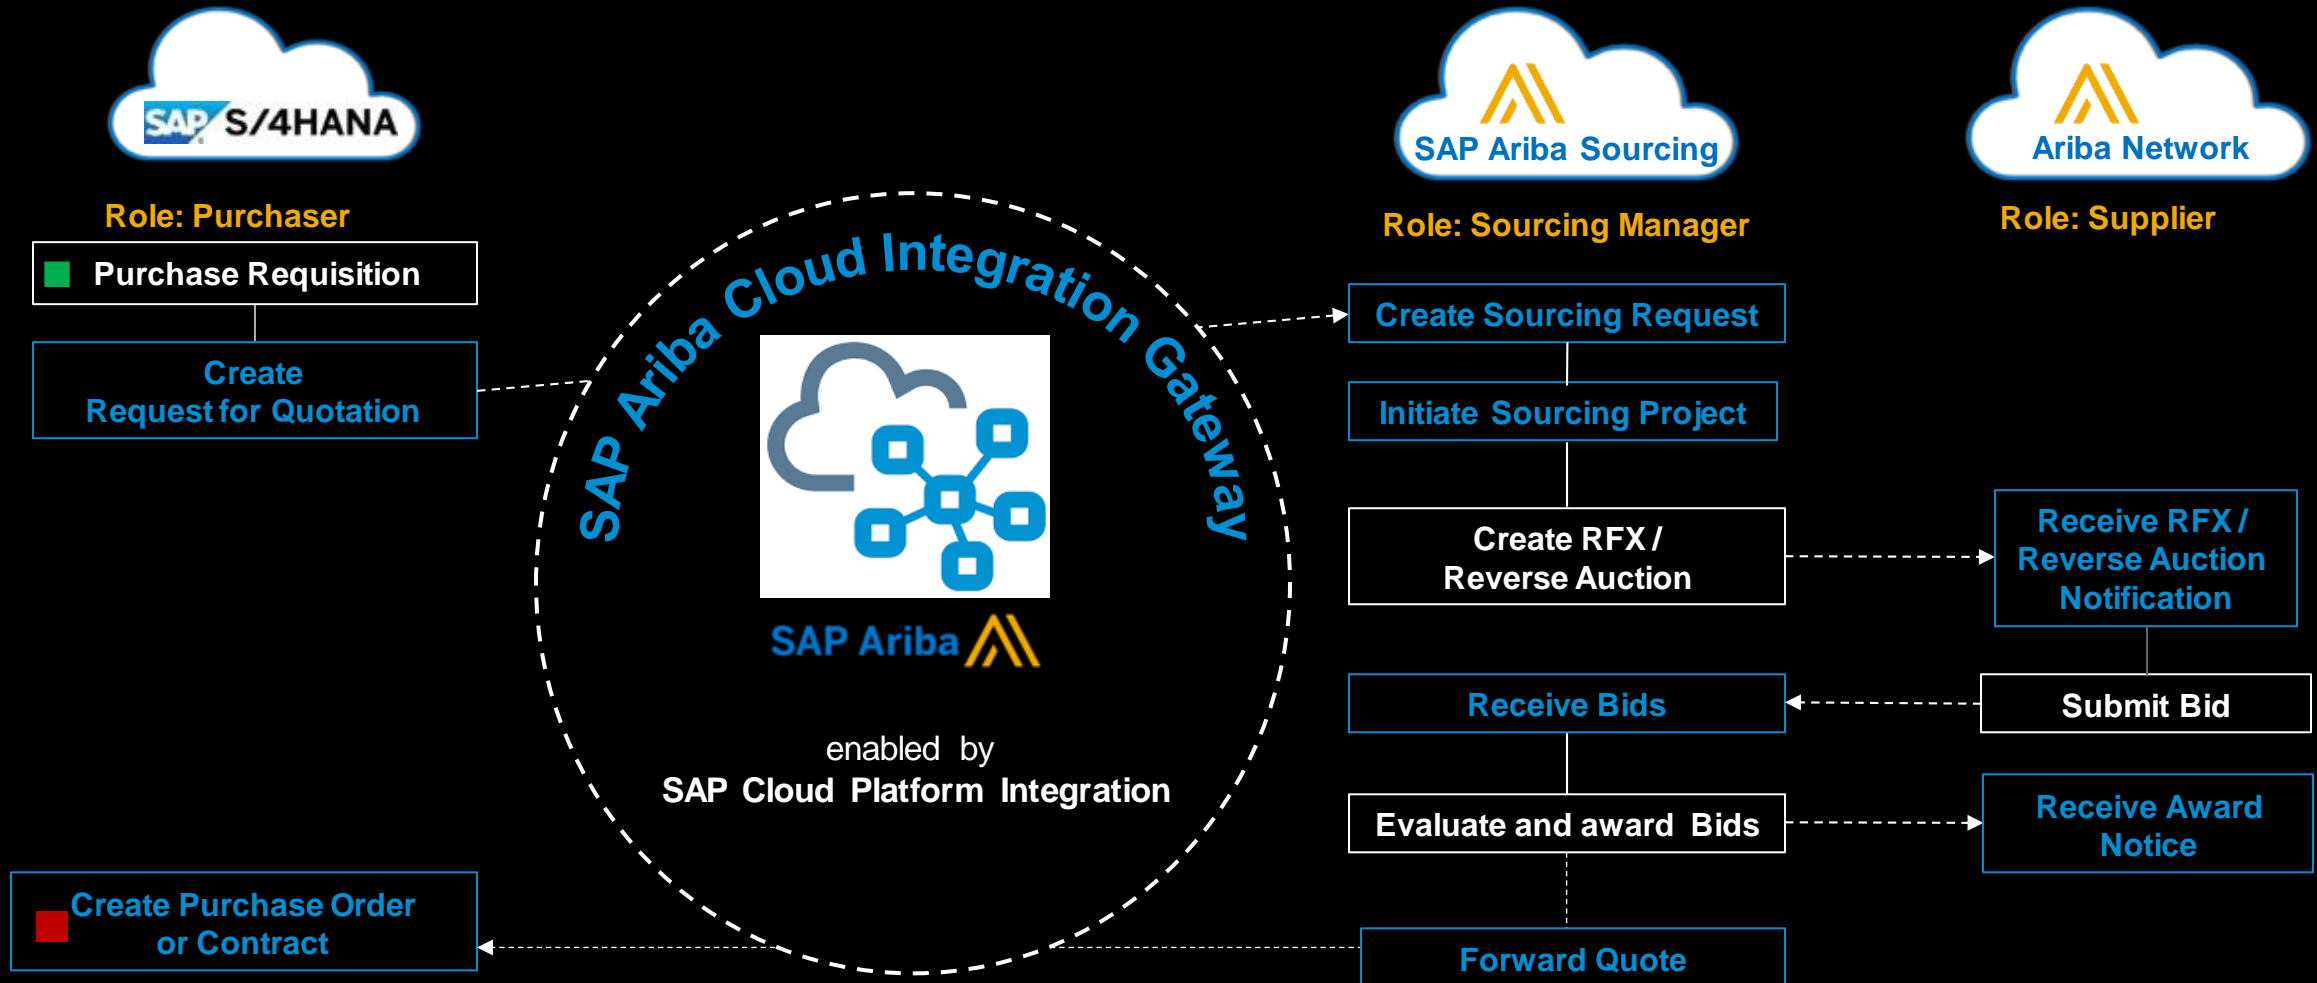 SAP S/4HANA
Role: Purchaser
Purchase Requisition
Create
Request for Quotation
Create Purchase Order
or Contract
SAP Ariba Cloud Integration Gateway
SAP Ariba
enabled by
SAP Cloud Platform Integration
SAP Ariba Sourcing
Role: Sourcing Manager
Create Sourcing Request
Initiate Sourcing Project
Create RFX /
Reverse Auction
Receive Bids
Evaluate and award Bids
Forward Quote
Ariba Network
Role: Supplier
Receive RFX /
Reverse Auction
Notification
Submit Bid
Receive Award
Notice